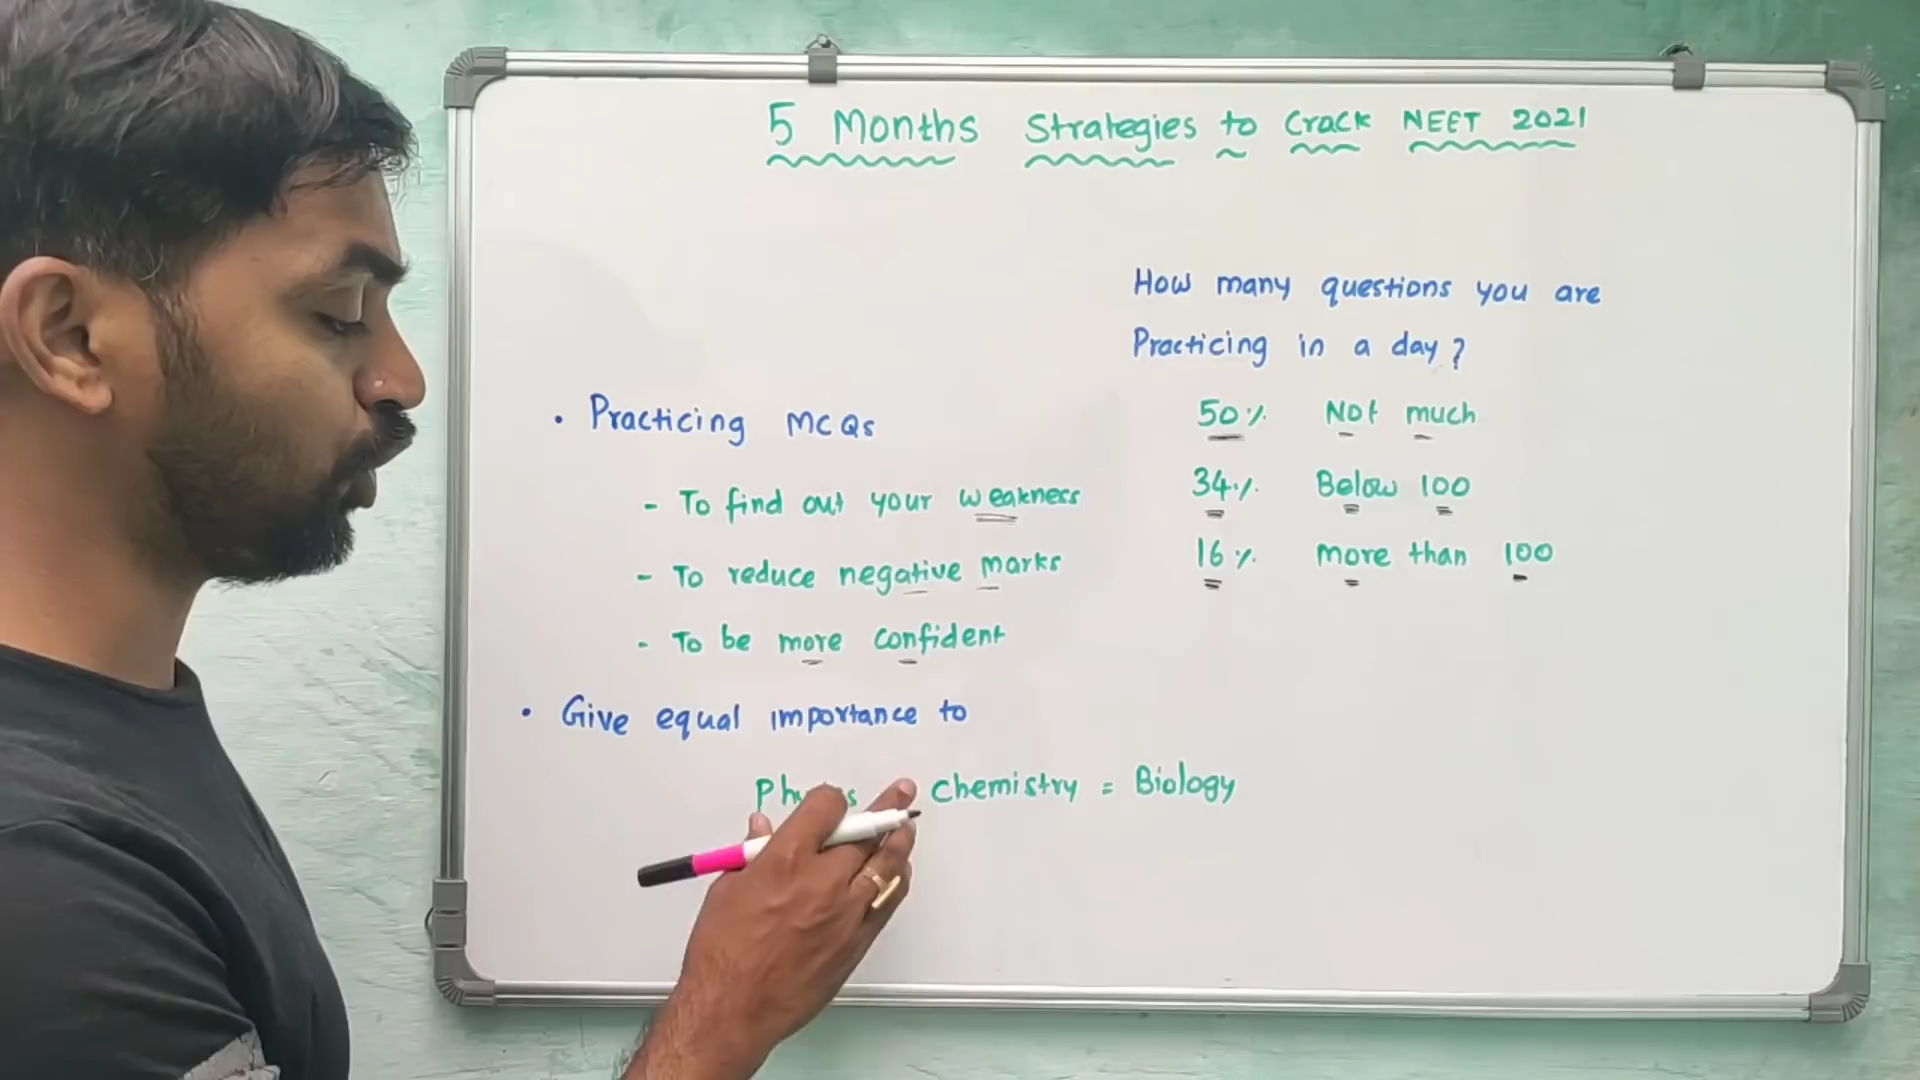 5 Months Strategies to Crack NEET 2021
How many questions you are
Practicing in a day?
50% Not much
34% Below 100
16% more than 100
• Practicing MCQs
- To find out your weakness
- To reduce negative marks
- To be more confident
• Give equal importance to
chemistry = Biology